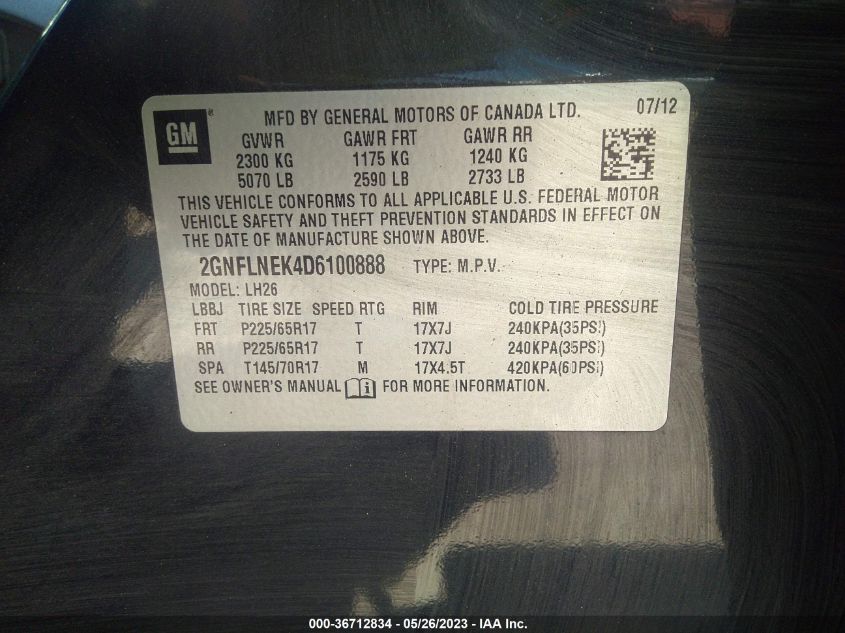 GM®
MFD BY GENERAL MOTORS OF CANADA LTD. 07/12
GVWR GAWR FRT GAWR RR
2300 KG 1175 KG 1240 KG
5070 LB 2590 LB 2733 LB
THIS VEHICLE CONFORMS TO ALL APPLICABLE U.S. FEDERAL MOTOR
VEHICLE SAFETY AND THEFT PREVENTION STANDARDS IN EFFECT ON
THE DATE OF MANUFACTURE SHOWN ABOVE.
2GNFLNEK4D6100888 TYPE: M.P.V.
MODEL: LH26
LBBJ TIRE SIZE SPEED RTG RIM COLD TIRE PRESSURE
FRT P225/65R17 T 17X7J 240KPA(35PSI)
RR P225/65R17 T 17X7J 240KPA(35PSI)
SPA T145/70R17 M 17X4.5T 420KPA(60PSI)
SEE OWNER'S MANUAL FOR MORE INFORMATION.
000-36712834 - 05/26/2023 - IAA Inc.